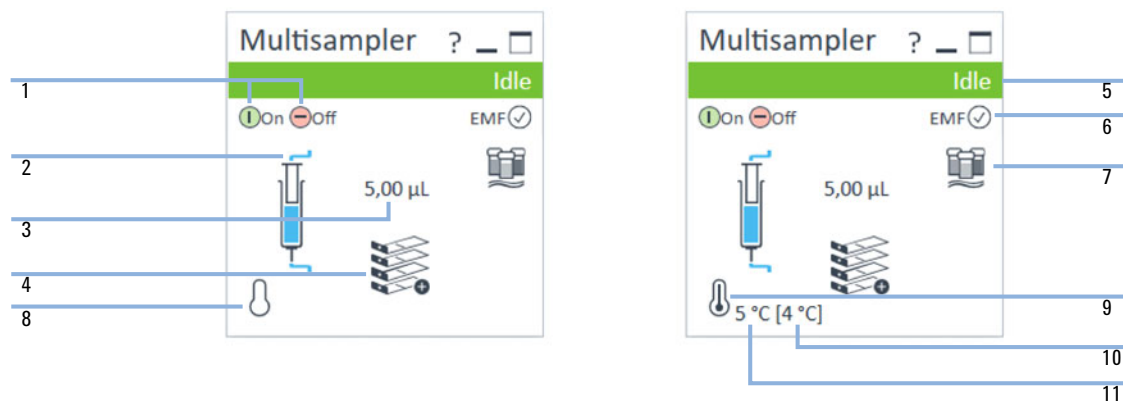 Multisampler ? Multisampler ?
Idle Idle
1 5
On Off EMF On Off EMF
6
2 7
5,00 µL 5,00 µL
3
4
8 9
5 °C [4 °C]
10
11